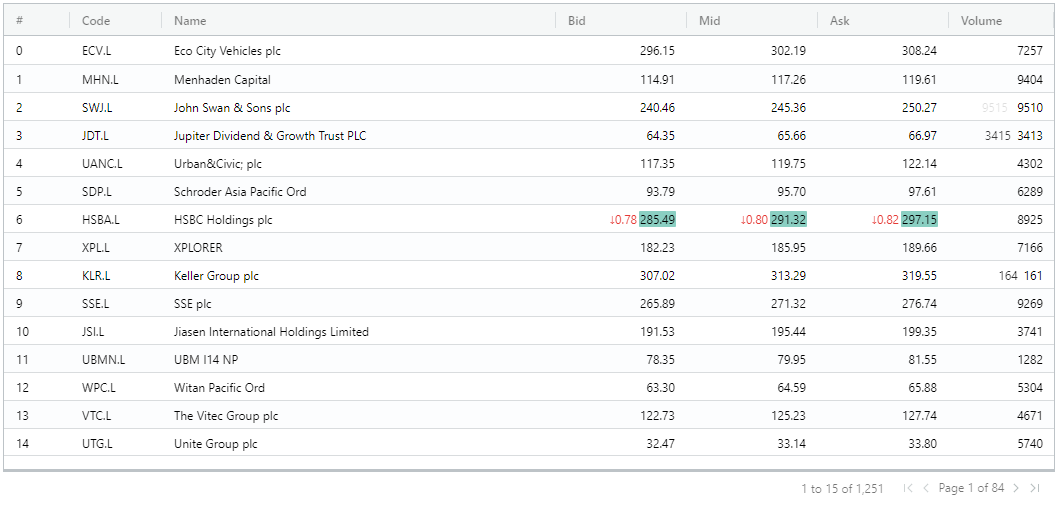 # Code Name Bid Mid Ask Volume
0 ECV.L Eco City Vehicles plc 296.15 302.19 308.24 7257
1 MHN.L Menhaden Capital 114.91 117.26 119.61 9404
2 SWJ.L John Swan & Sons plc 240.46 245.36 250.27 9515 9510
3 JDT.L Jupiter Dividend & Growth Trust PLC 64.35 65.66 66.97 3415 3413
4 UANC.L Urban&Civic; plc 117.35 119.75 122.14 4302
5 SDP.L Schroder Asia Pacific Ord 93.79 95.70 97.61 6289
6 HSBA.L HSBC Holdings plc ↓0.78 285.49 ↓0.80 291.32 ↓0.82 297.15 8925
7 XPL.L XPLORER 182.23 185.95 189.66 7166
8 KLR.L Keller Group plc 307.02 313.29 319.55 164 161
9 SSE.L SSE plc 265.89 271.32 276.74 9269
10 JSI.L Jiasen International Holdings Limited 191.53 195.44 199.35 3741
11 UBMN.L UBM I14 NP 78.35 79.95 81.55 1282
12 WPC.L Witan Pacific Ord 63.30 64.59 65.88 5304
13 VTC.L The Vitec Group plc 122.73 125.23 127.74 4671
14 UTG.L Unite Group plc 32.47 33.14 33.80 5740
1 to 15 of 1,251 Page 1 of 84